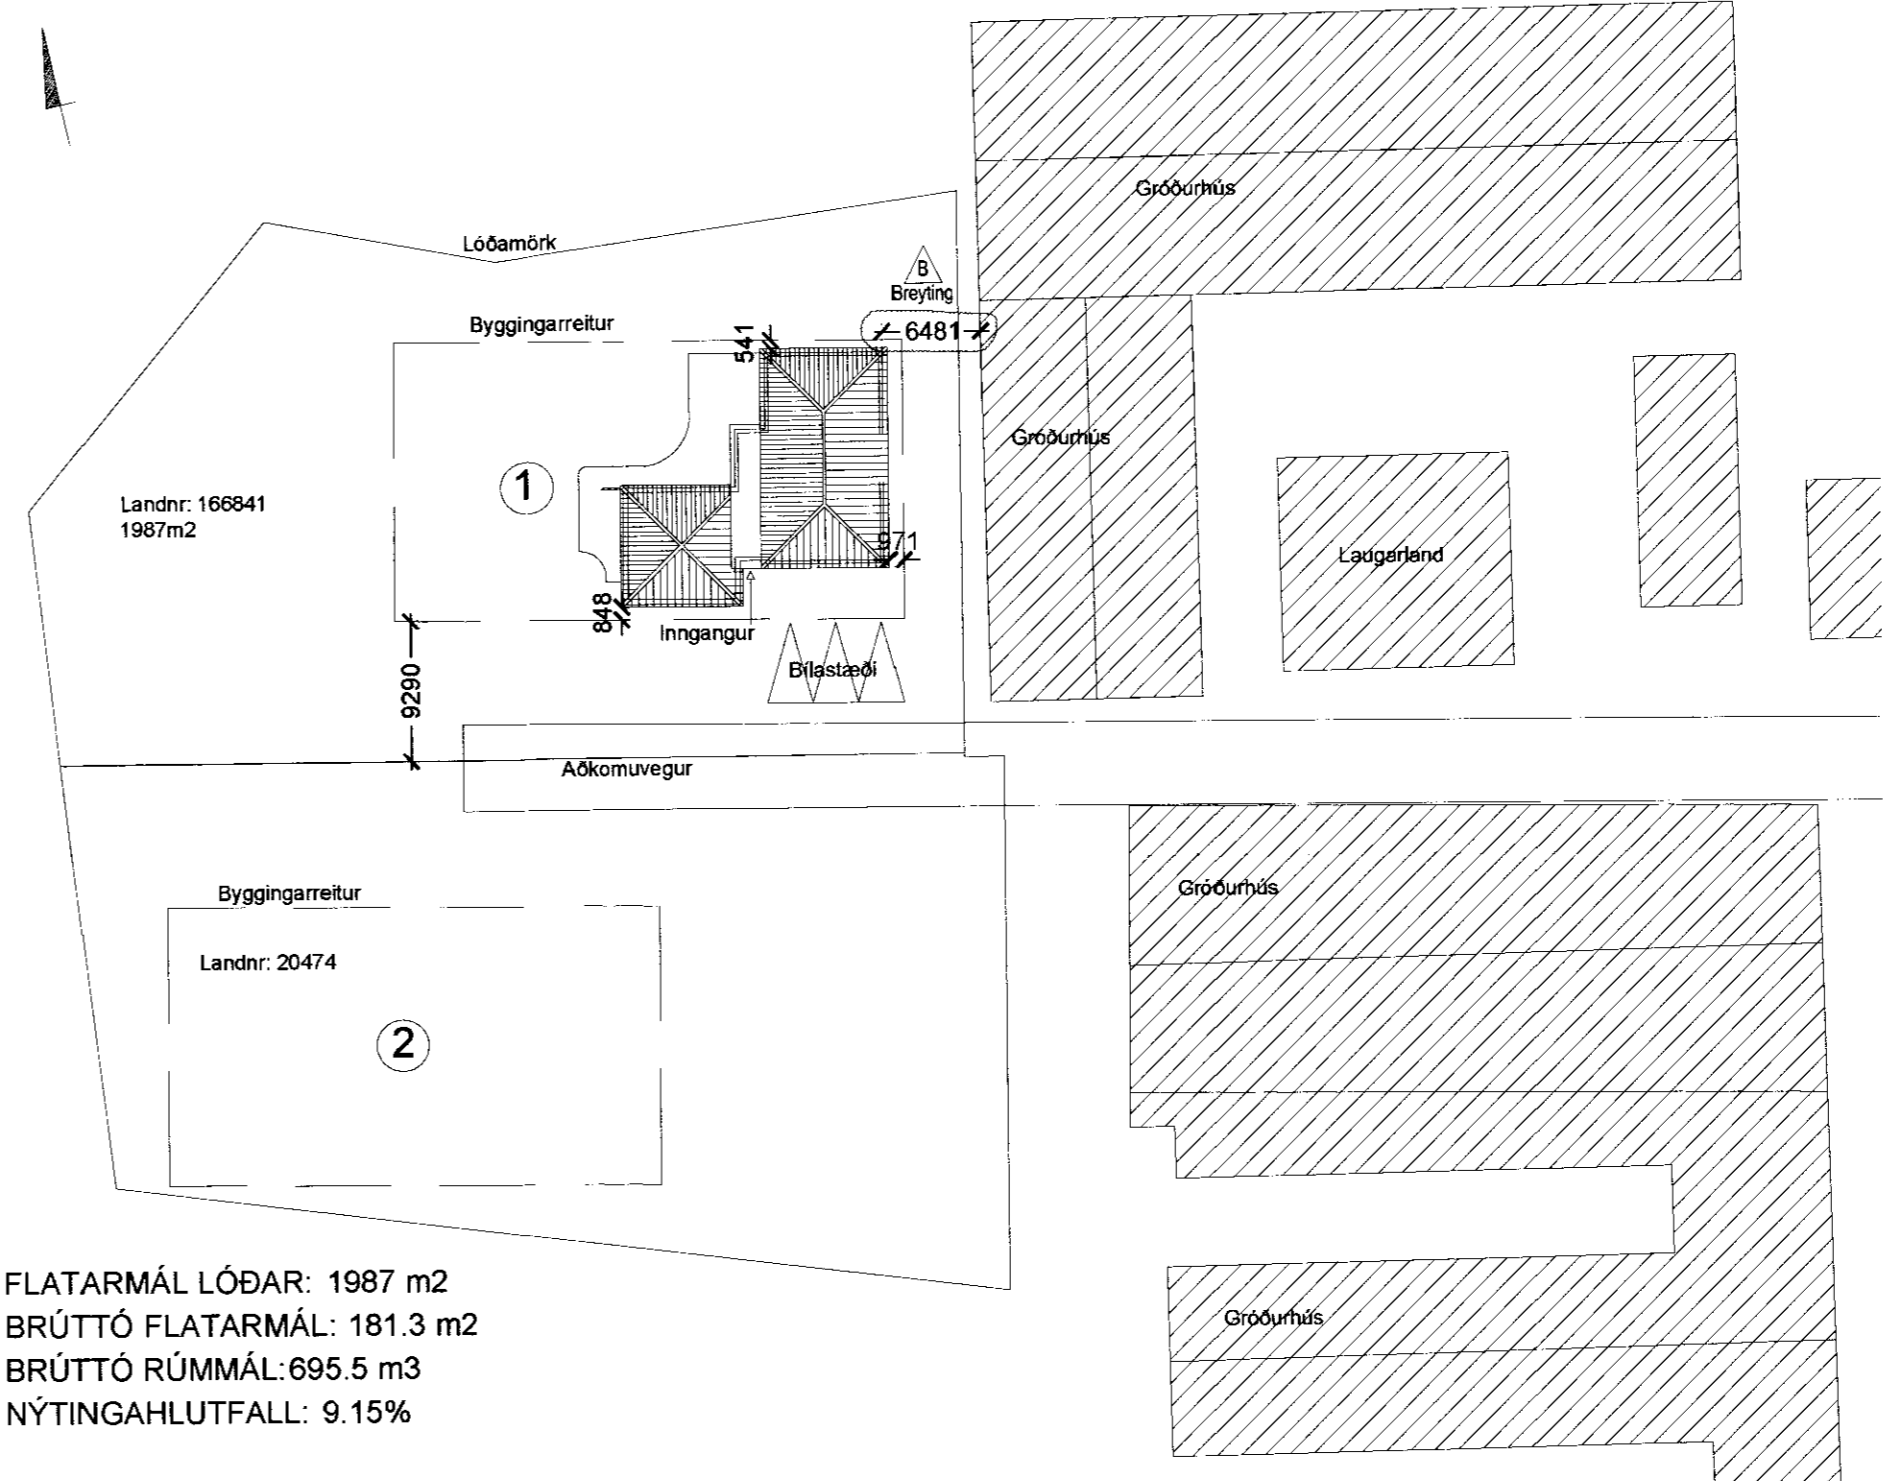 Gróðurhús
Lóðamörk
B
Breyting
Byggingarreitur
541
6481
Gróðurhús
1
Landnr: 166841
1987m2
971
Laugarland
848
Inngangur
Bílastæði
9290
Aðkomuvegur
Byggingarreitur
Gróðurhús
Landnr: 20474
2
FLATARMÁL LÓÐAR: 1987 m2
BRÚTTÓ FLATARMÁL: 181.3 m2
Gróðurhús
BRÚTTÓ RÚMMÁL:695.5 m3
NÝTINGAHLUTFALL: 9.15%